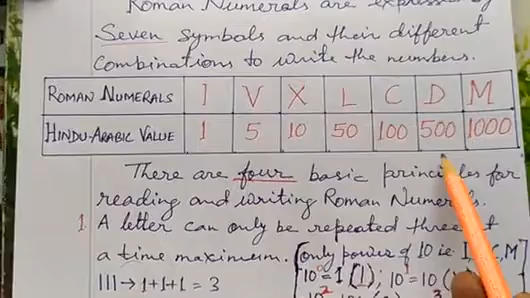 Roman Numerals are expressed by
Seven Symbols and their different
Combinations to write the numbers.
ROMAN NUMERALS I V X L C D M
HINDU-ARABIC VALUE 1 5 10 50 100 500 1000
There are four basic principles for
reading and writing Roman Numerals.
1. A letter can only be repeated three
a time maximum. [only power of 10 i.e I, C, M
III → 1+1+1 = 3 10⁰ = 1 (I); 10¹ = 10
10²